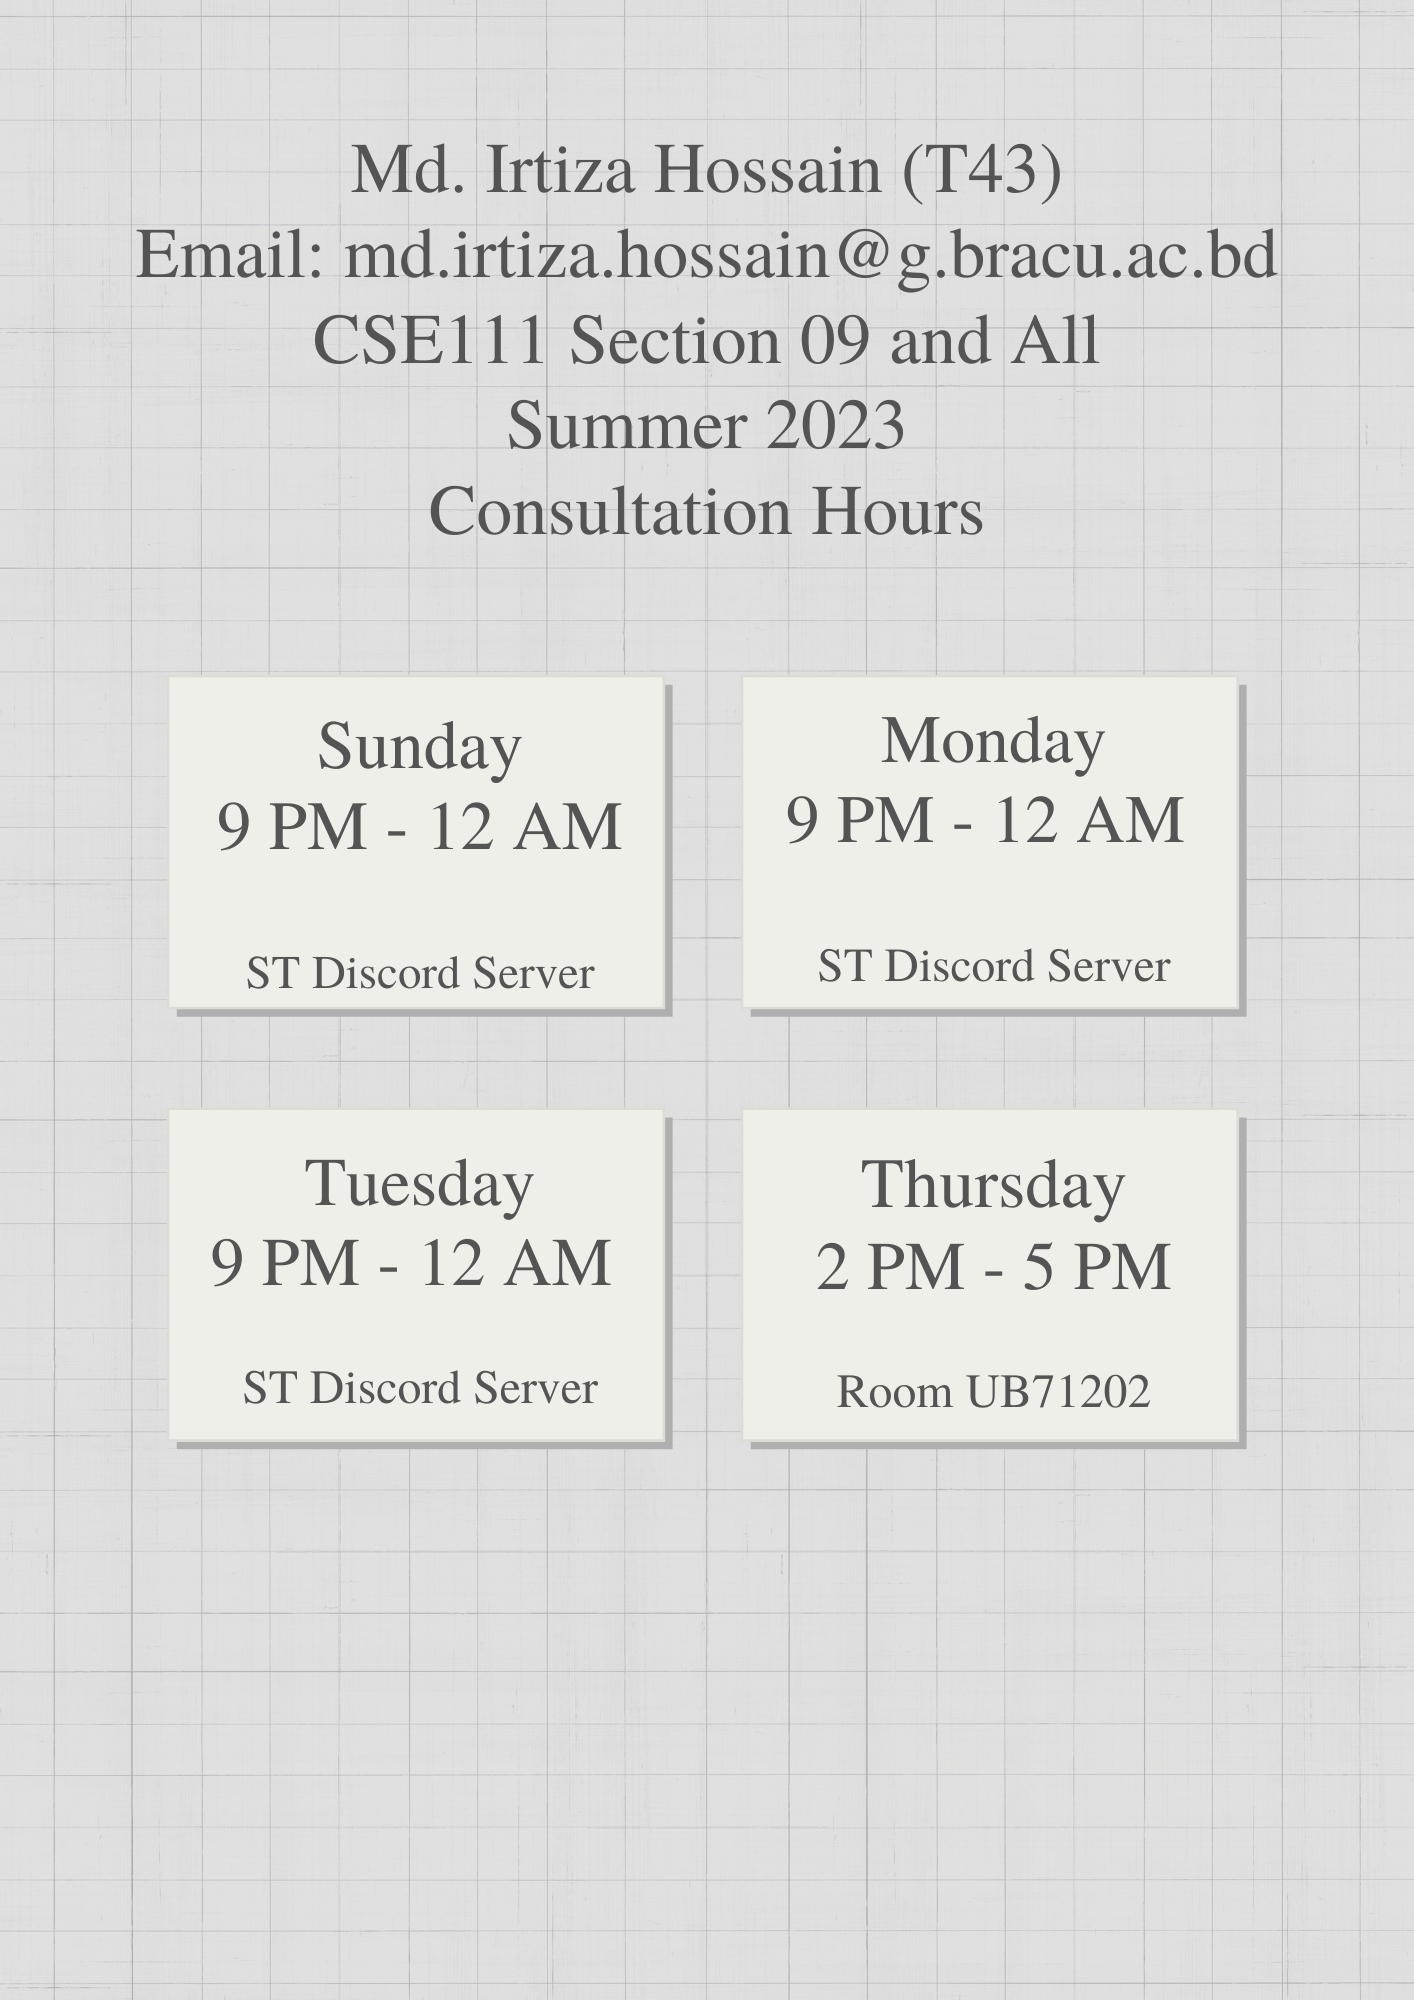 Md. Irtiza Hossain (T43)
Email: md.irtiza.hossain@g.bracu.ac.bd
CSE111 Section 09 and All
Summer 2023
Consultation Hours
Sunday
9 PM - 12 AM
ST Discord Server
Monday
9 PM - 12 AM
ST Discord Server
Tuesday
9 PM - 12 AM
ST Discord Server
Thursday
2 PM - 5 PM
Room UB71202